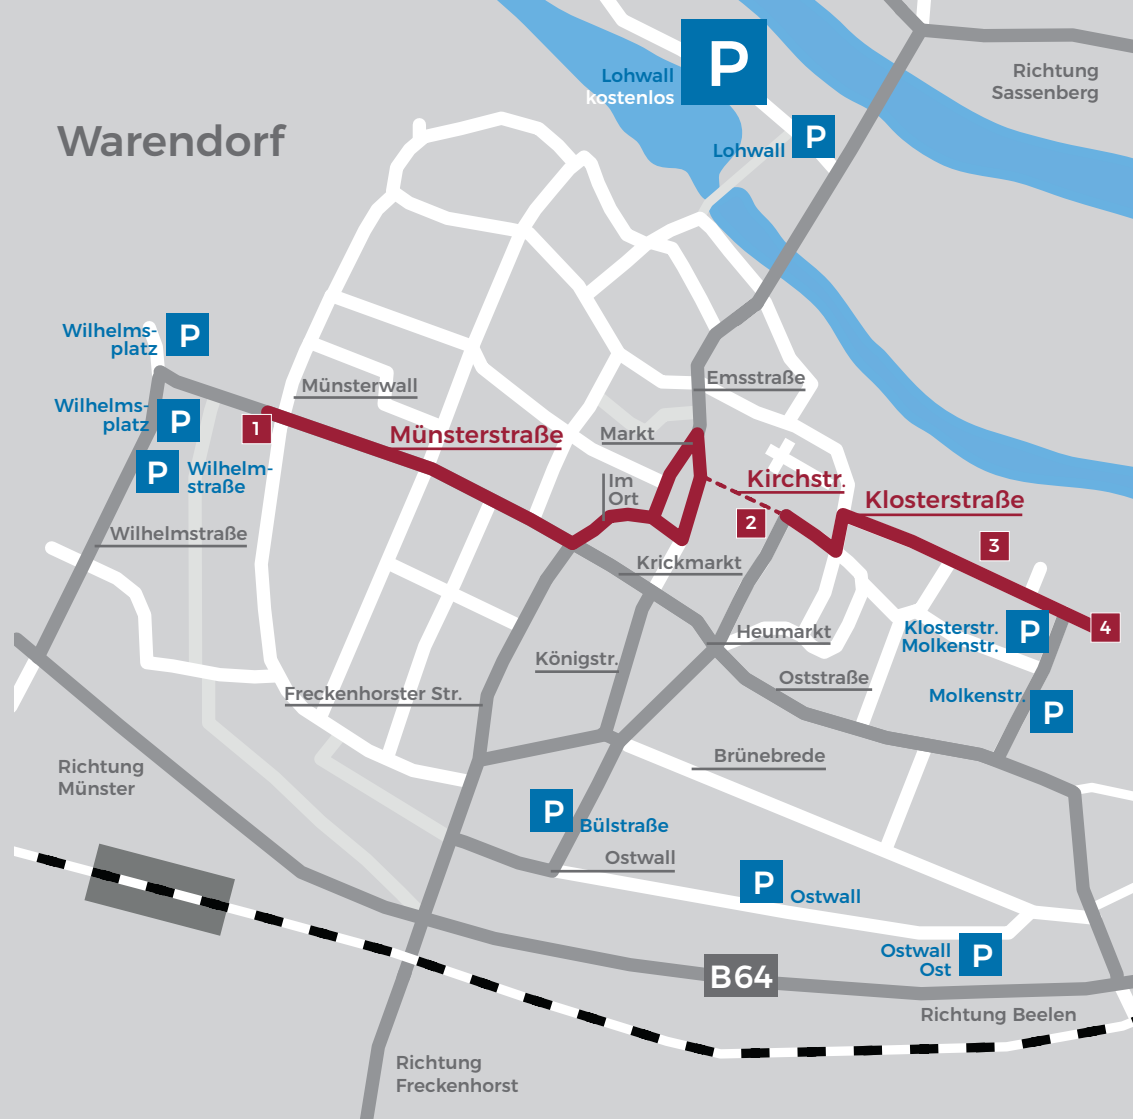 P
Lohwall
kostenlos
Richtung
Sassenberg
Warendorf
P
Lohwall
Wilhelms-
platz
P
Münsterwall
Emsstraße
Wilhelms-
platz
P
1
Münsterstraße
Markt
P
Wilhelm-
straße
Im
Ort
Kirchstr.
Klosterstraße
2
3
Wilhelmstraße
Krickmarkt
Heumarkt
Klosterstr.
Molkenstr.
P
4
Königstr.
Oststraße
Freckenhorster Str.
Molkenstr.
P
Richtung
Münster
Brünebrede
P
Bülstraße
Ostwall
P
Ostwall
Ostwall
Ost
P
B64
Richtung Beelen
Richtung
Freckenhorst